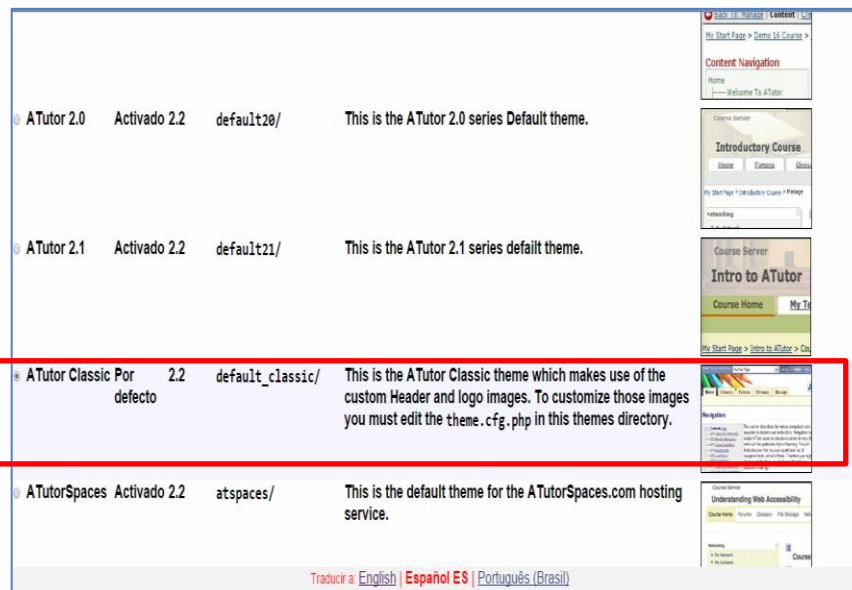 Back To: Manage | Content | Cre
My Start Page > Demo 16 Course >
Content Navigation
Home
Welcome To ATutor
ATutor 2.0 Activado 2.2 default20/ This is the ATutor 2.0 series Default theme.
Course Server
Introductory Course
Home Forums Gloss
My Start Page > Introductory Course > Manage
Networking
ATutor 2.1 Activado 2.2 default21/ This is the ATutor 2.1 series defailt theme.
Course Server
Intro to ATutor
Course Home My Te
My Start Page > Intro to ATutor > Cou
ATutor Classic Por 2.2 default_classic/ This is the ATutor Classic theme which makes use of the
defecto custom Header and logo images. To customize those images
you must edit the theme.cfg.php in this themes directory.
Navigation
ATutorSpaces Activado 2.2 atspaces/ This is the default theme for the ATutorSpaces.com hosting
service.
Course Server
Understanding Web Accessibility
Course Home Forums Glossary File Storage
Networking
My Network
My Contacts
Course
Traducir a: English | Español ES | Português (Brasil)